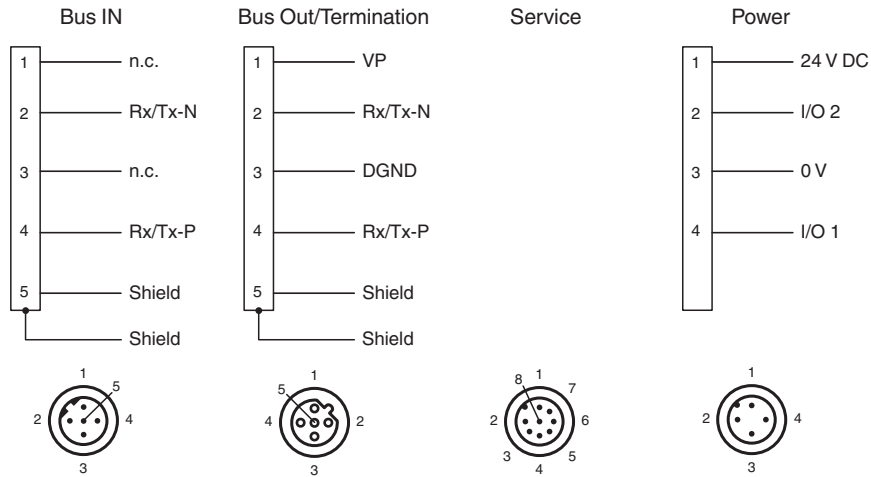 Bus IN
1 n.c.
2 Rx/Tx-N
3 n.c.
4 Rx/Tx-P
5 Shield
Shield
Bus Out/Termination
1 VP
2 Rx/Tx-N
3 DGND
4 Rx/Tx-P
5 Shield
Shield
Service
Power
1 24 V DC
2 I/O 2
3 0 V
4 I/O 1
1
5
2
4
3
1
5
4
2
3
8
1
7
2
6
3
5
4
1
2
4
3